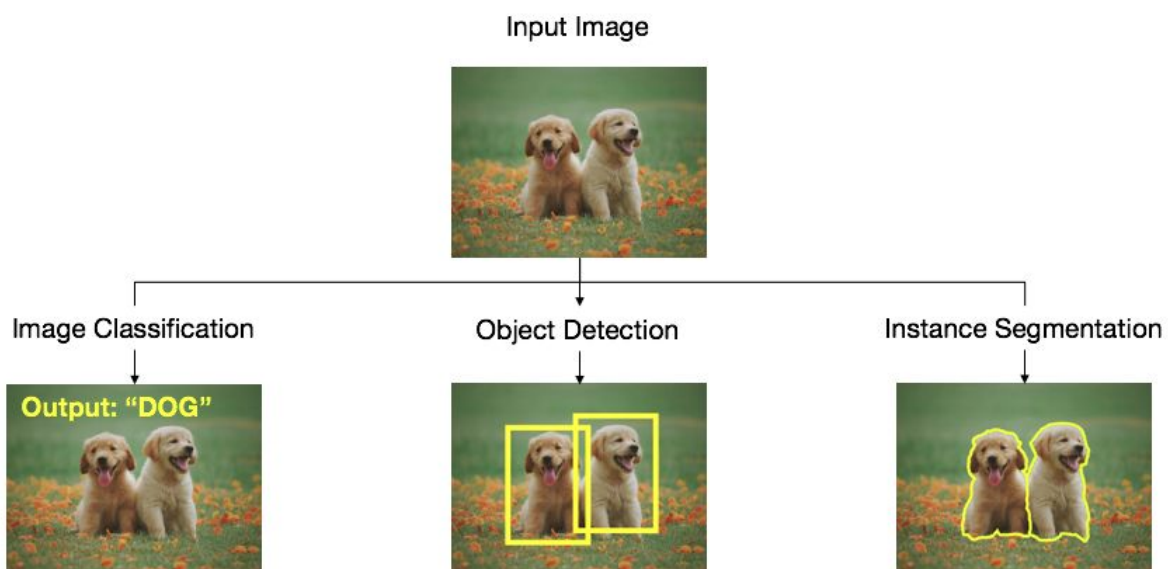 Input Image
Image Classification
Object Detection
Instance Segmentation
Output: “DOG”